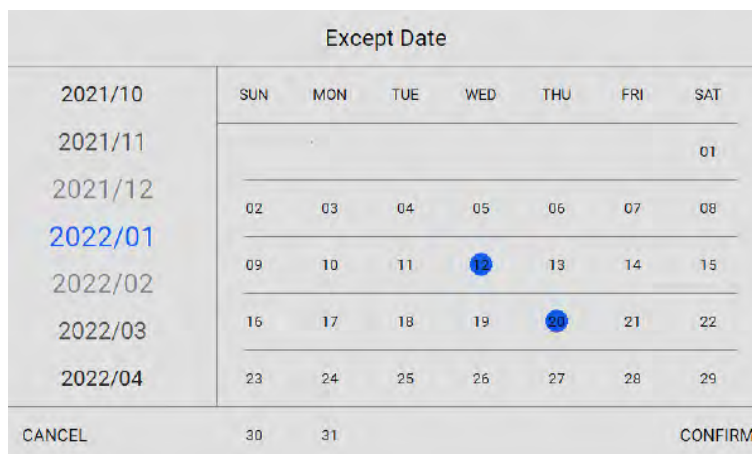 Except Date
2021/10
2021/11
2021/12
2022/01
2022/02
2022/03
2022/04
SUN MON TUE WED THU FRI SAT
01
02 03 04 05 06 07 08
09 10 11 12 13 14 15
16 17 18 19 20 21 22
23 24 25 26 27 28 29
30 31
CANCEL
CONFIRM